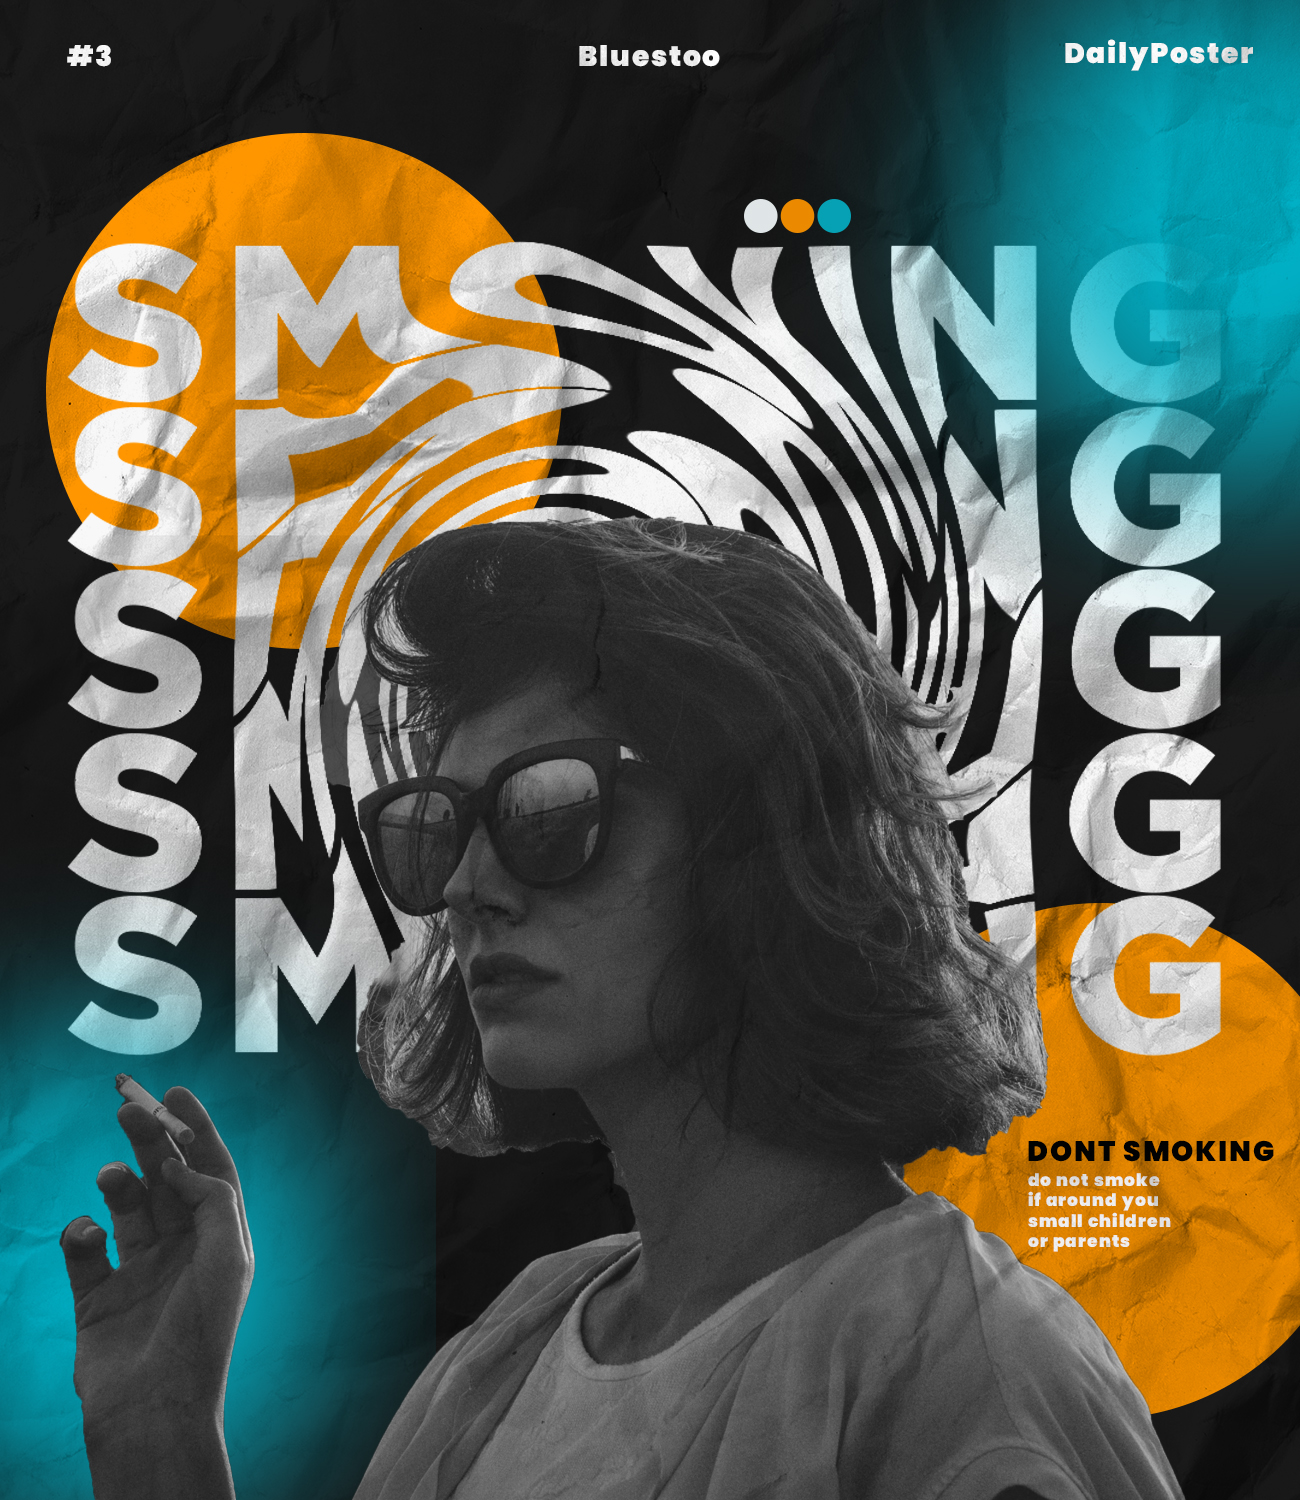 #3 Bluestoo DailyPoster
SMOKING
SMOKING
SMOKING
SMOKING
SMOKING
DONT SMOKING
do not smoke
if around you
small children
or parents